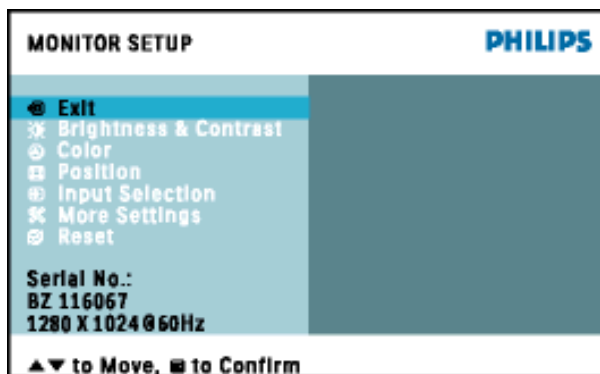 MONITOR SETUP
PHILIPS
Exit
Brightness & Contrast
Color
Position
Input Selection
More Settings
Reset
Serial No.:
BZ 116067
1280 X 1024@60Hz
▲▼ to Move, to Confirm